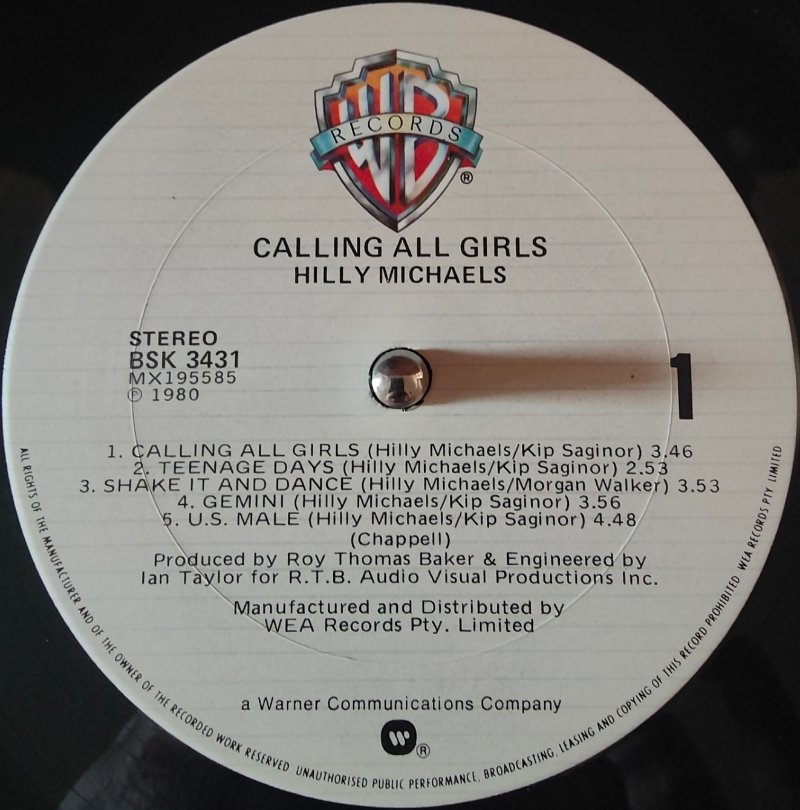 WB
RECORDS
®
CALLING ALL GIRLS
HILLY MICHAELS
STEREO
BSK 3431
MX195585
℗ 1980
1
1. CALLING ALL GIRLS (Hilly Michaels/Kip Saginor) 3.46
2. TEENAGE DAYS (Hilly Michaels/Kip Saginor) 2.53
3. SHAKE IT AND DANCE (Hilly Michaels/Morgan Walker) 3.53
4. GEMINI (Hilly Michaels/Kip Saginor) 3.56
5. U.S. MALE (Hilly Michaels/Kip Saginor) 4.48
(Chappell)
Produced by Roy Thomas Baker & Engineered by
Ian Taylor for R.T.B. Audio Visual Productions Inc.
Manufactured and Distributed by
WEA Records Pty. Limited
a Warner Communications Company
®
ALL RIGHTS OF THE MANUFACTURER AND OF THE OWNER OF THE RECORDED WORK RESERVED UNAUTHORISED PUBLIC PERFORMANCE, BROADCASTING, LEASING AND COPYING OF THIS RECORD PROHIBITED WEA RECORDS PTY LIMITED